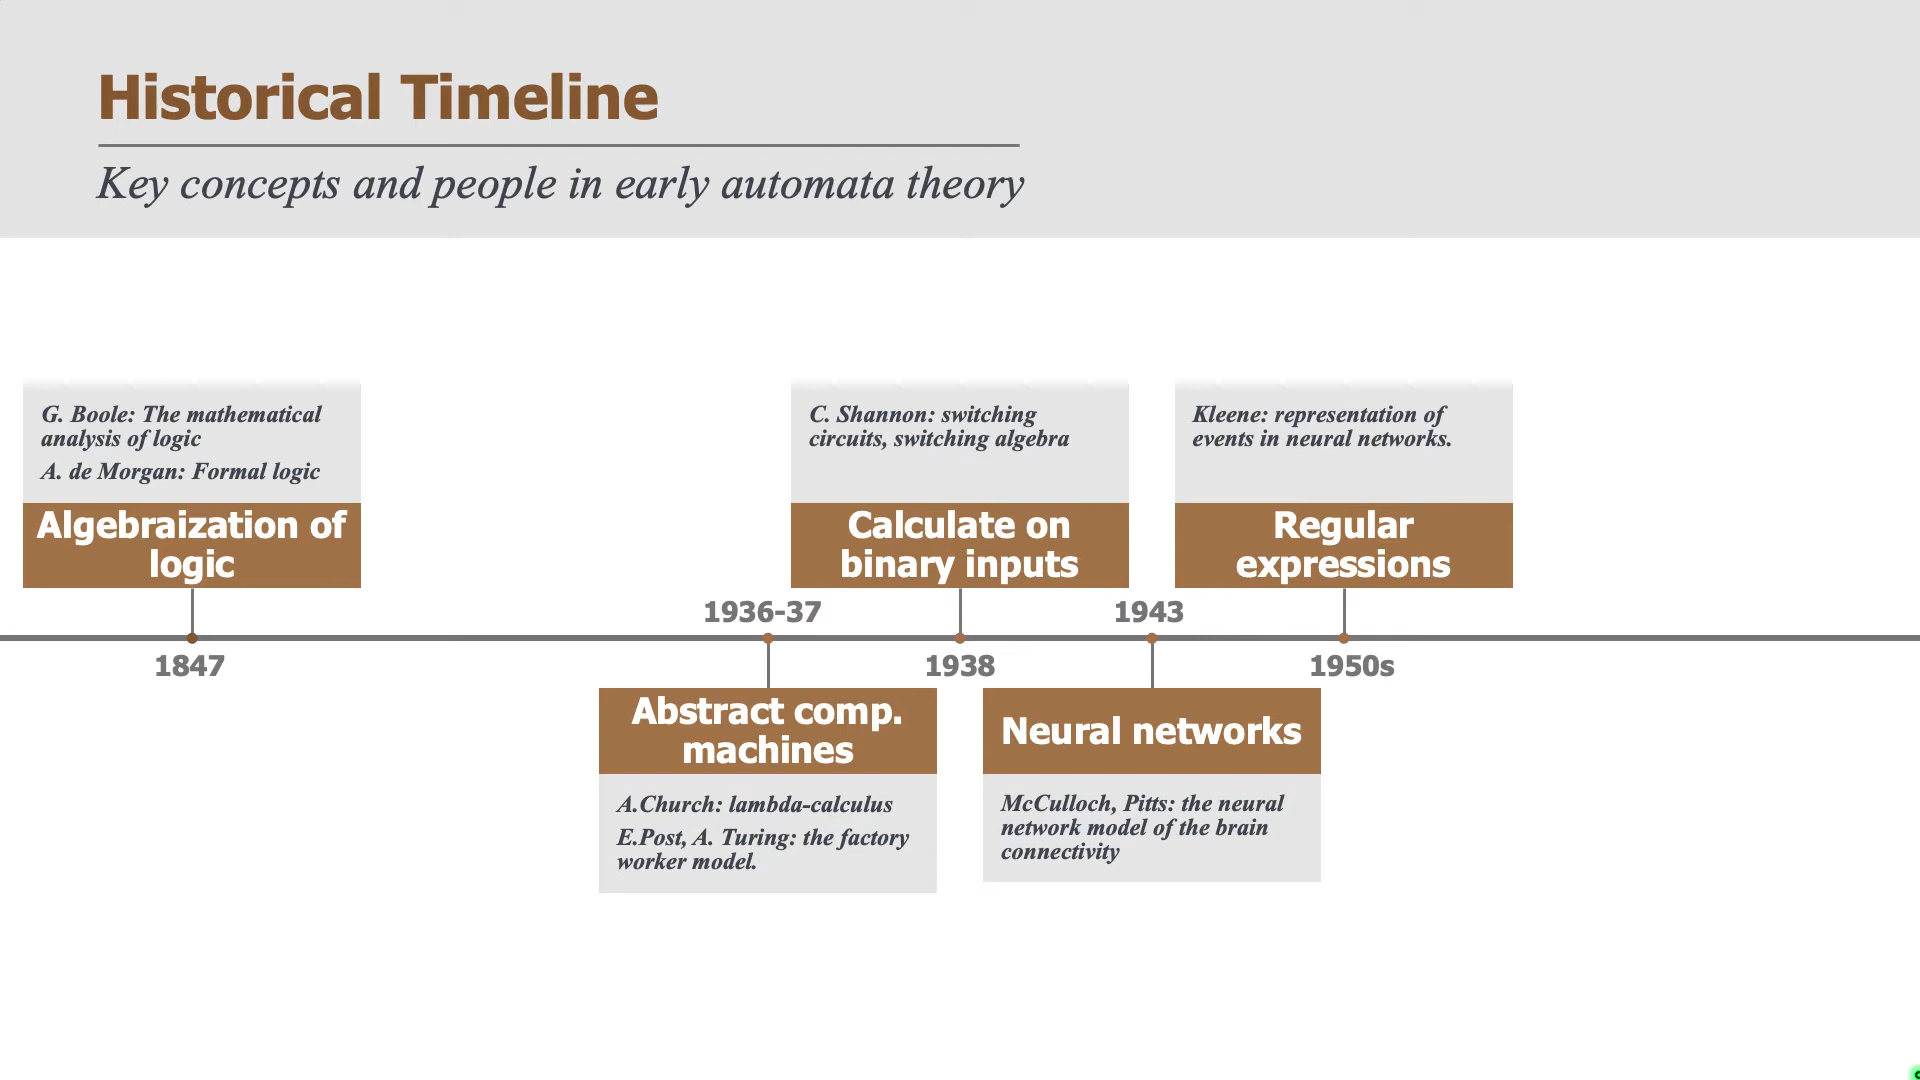 Historical Timeline
Key concepts and people in early automata theory
G. Boole: The mathematical
analysis of logic
A. de Morgan: Formal logic
Algebraization of
logic
1847
1936-37
Abstract comp.
machines
A.Church: lambda-calculus
E.Post, A. Turing: the factory
worker model.
C. Shannon: switching
circuits, switching algebra
Calculate on
binary inputs
1938
1943
Neural networks
McCulloch, Pitts: the neural
network model of the brain
connectivity
Kleene: representation of
events in neural networks.
Regular
expressions
1950s